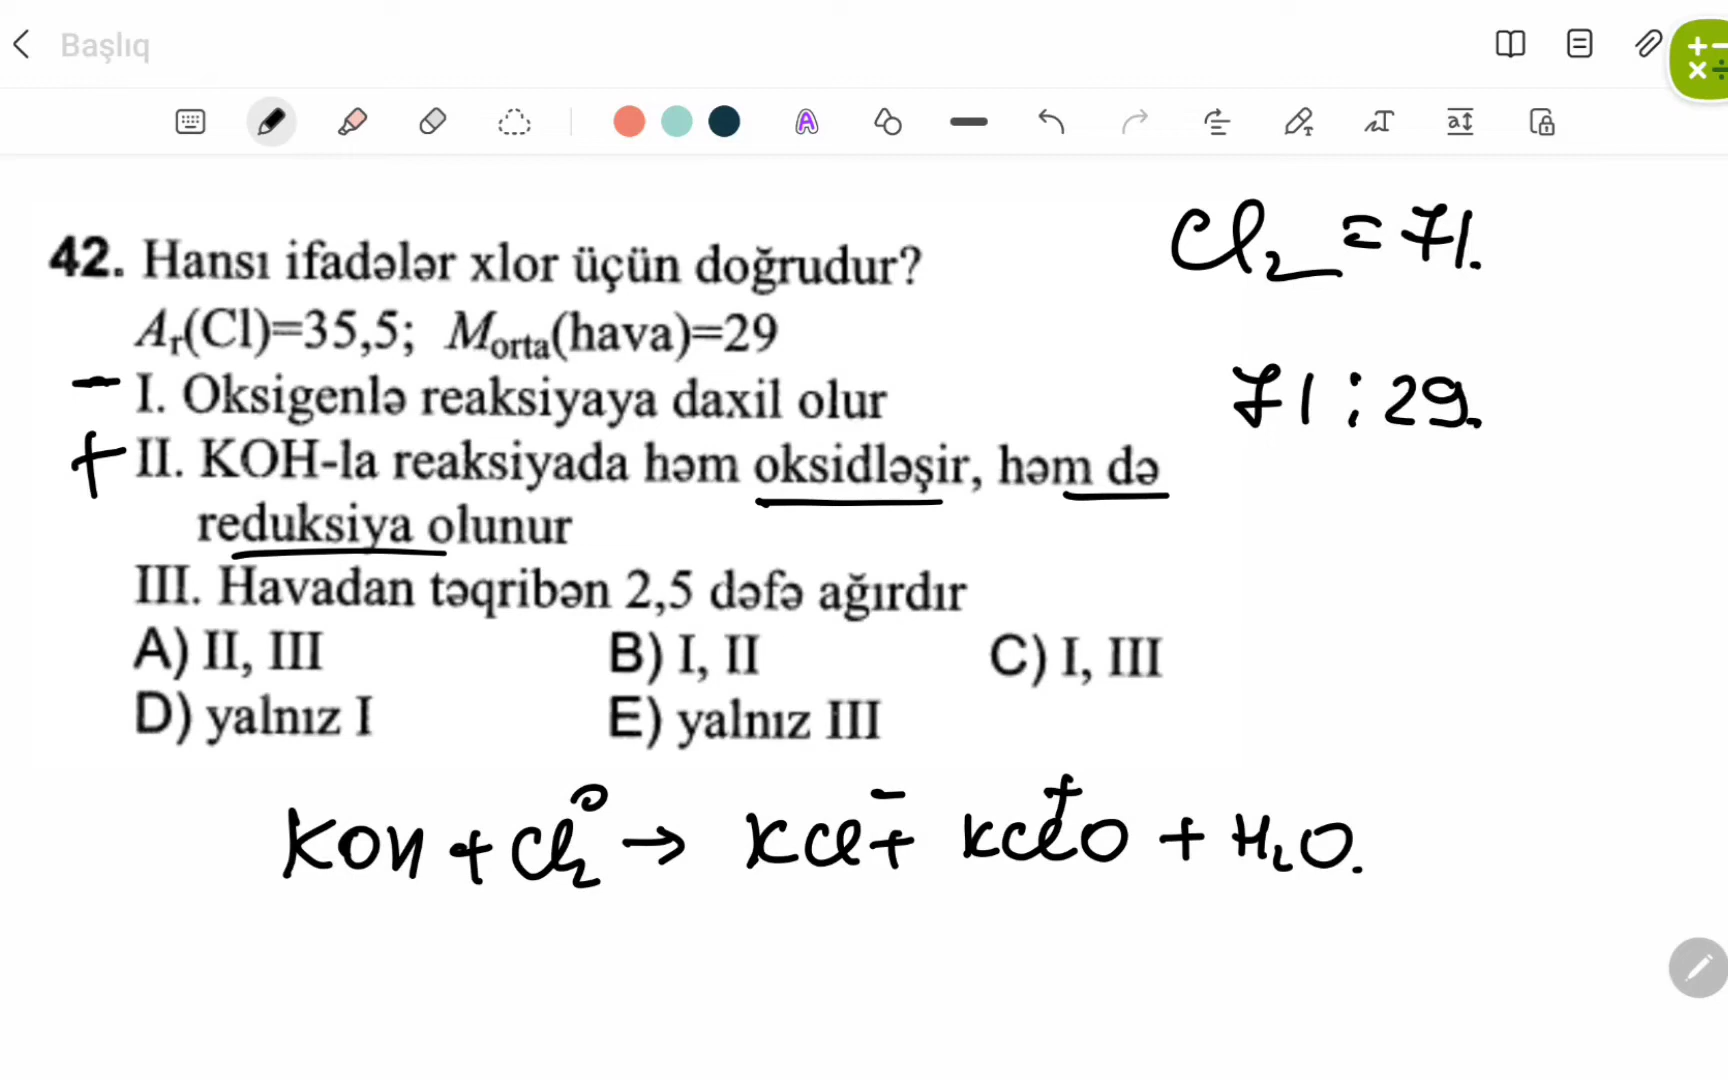 Başlıq
Cl₂ = 71.
42. Hansı ifadələr xlor üçün doğrudur?
Aᵣ(Cl)=35,5; Mₒᵣₜₐ(hava)=29
71 : 29.
– I. Oksigenlə reaksiyaya daxil olur
+ II. KOH-la reaksiyada həm oksidləşir, həm də
reduksiya olunur
III. Havadan təqribən 2,5 dəfə ağırdır
A) II, III B) I, II C) I, III
D) yalnız I E) yalnız III
KOH + Cl₂⁰ → KCl⁻ + KCl⁺O + H₂O.